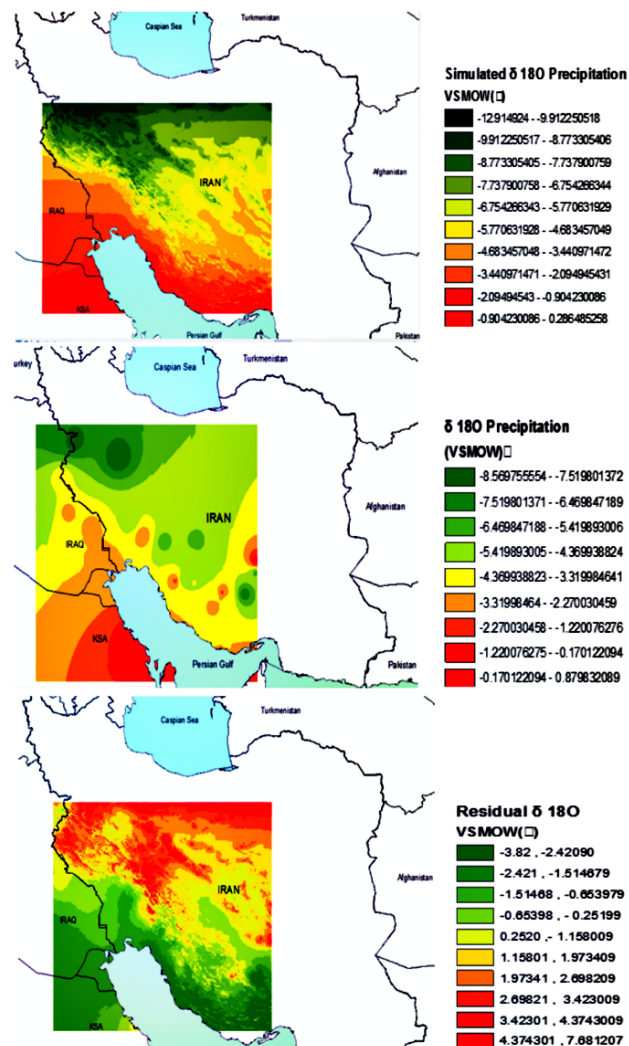 Caspian Sea
Turkmenistan
IRAN
Afghanistan
IRAQ
KSA
Persian Gulf
Pakistan
Simulated δ 18O Precipitation
VSMOW(□)
-12.914924 - -9.912250518
-9.912250517 - -8.773305406
-8.773305405 - -7.737900759
-7.737900758 - -6.754266344
-6.754266343 - -5.770631929
-5.770631928 - -4.683457049
-4.683457048 - -3.440971472
-3.440971471 - -2.094945431
-2.09494543 - -0.904230086
-0.904230086 - 0.286485258
urkey
Caspian Sea
Turkmenistan
IRAN
Afghanistan
IRAQ
KSA
Persian Gulf
Pakistan
δ 18O Precipitation
(VSMOW)□
-8.569755554 - -7.519801372
-7.519801371 - -6.469847189
-6.469847188 - -5.419893006
-5.419893005 - -4.369938824
-4.369938823 - -3.319984641
-3.31998464 - -2.270030459
-2.270030458 - -1.220076276
-1.220076275 - -0.170122094
-0.170122094 - 0.879832089
Caspian Sea
Turkmenistan
IRAN
Afghanistan
IRAQ
KSA
Residual δ 18O
VSMOW(□)
-3.82 , -2.42090
-2.421 , -1.514679
-1.51468 , -0.653979
-0.65398 , - 0.25199
0.2520 , - 1.158009
1.15801 , 1.973409
1.97341 , 2.698209
2.69821 , 3.423009
3.42301 , 4.3743009
4.374301 , 7.681207